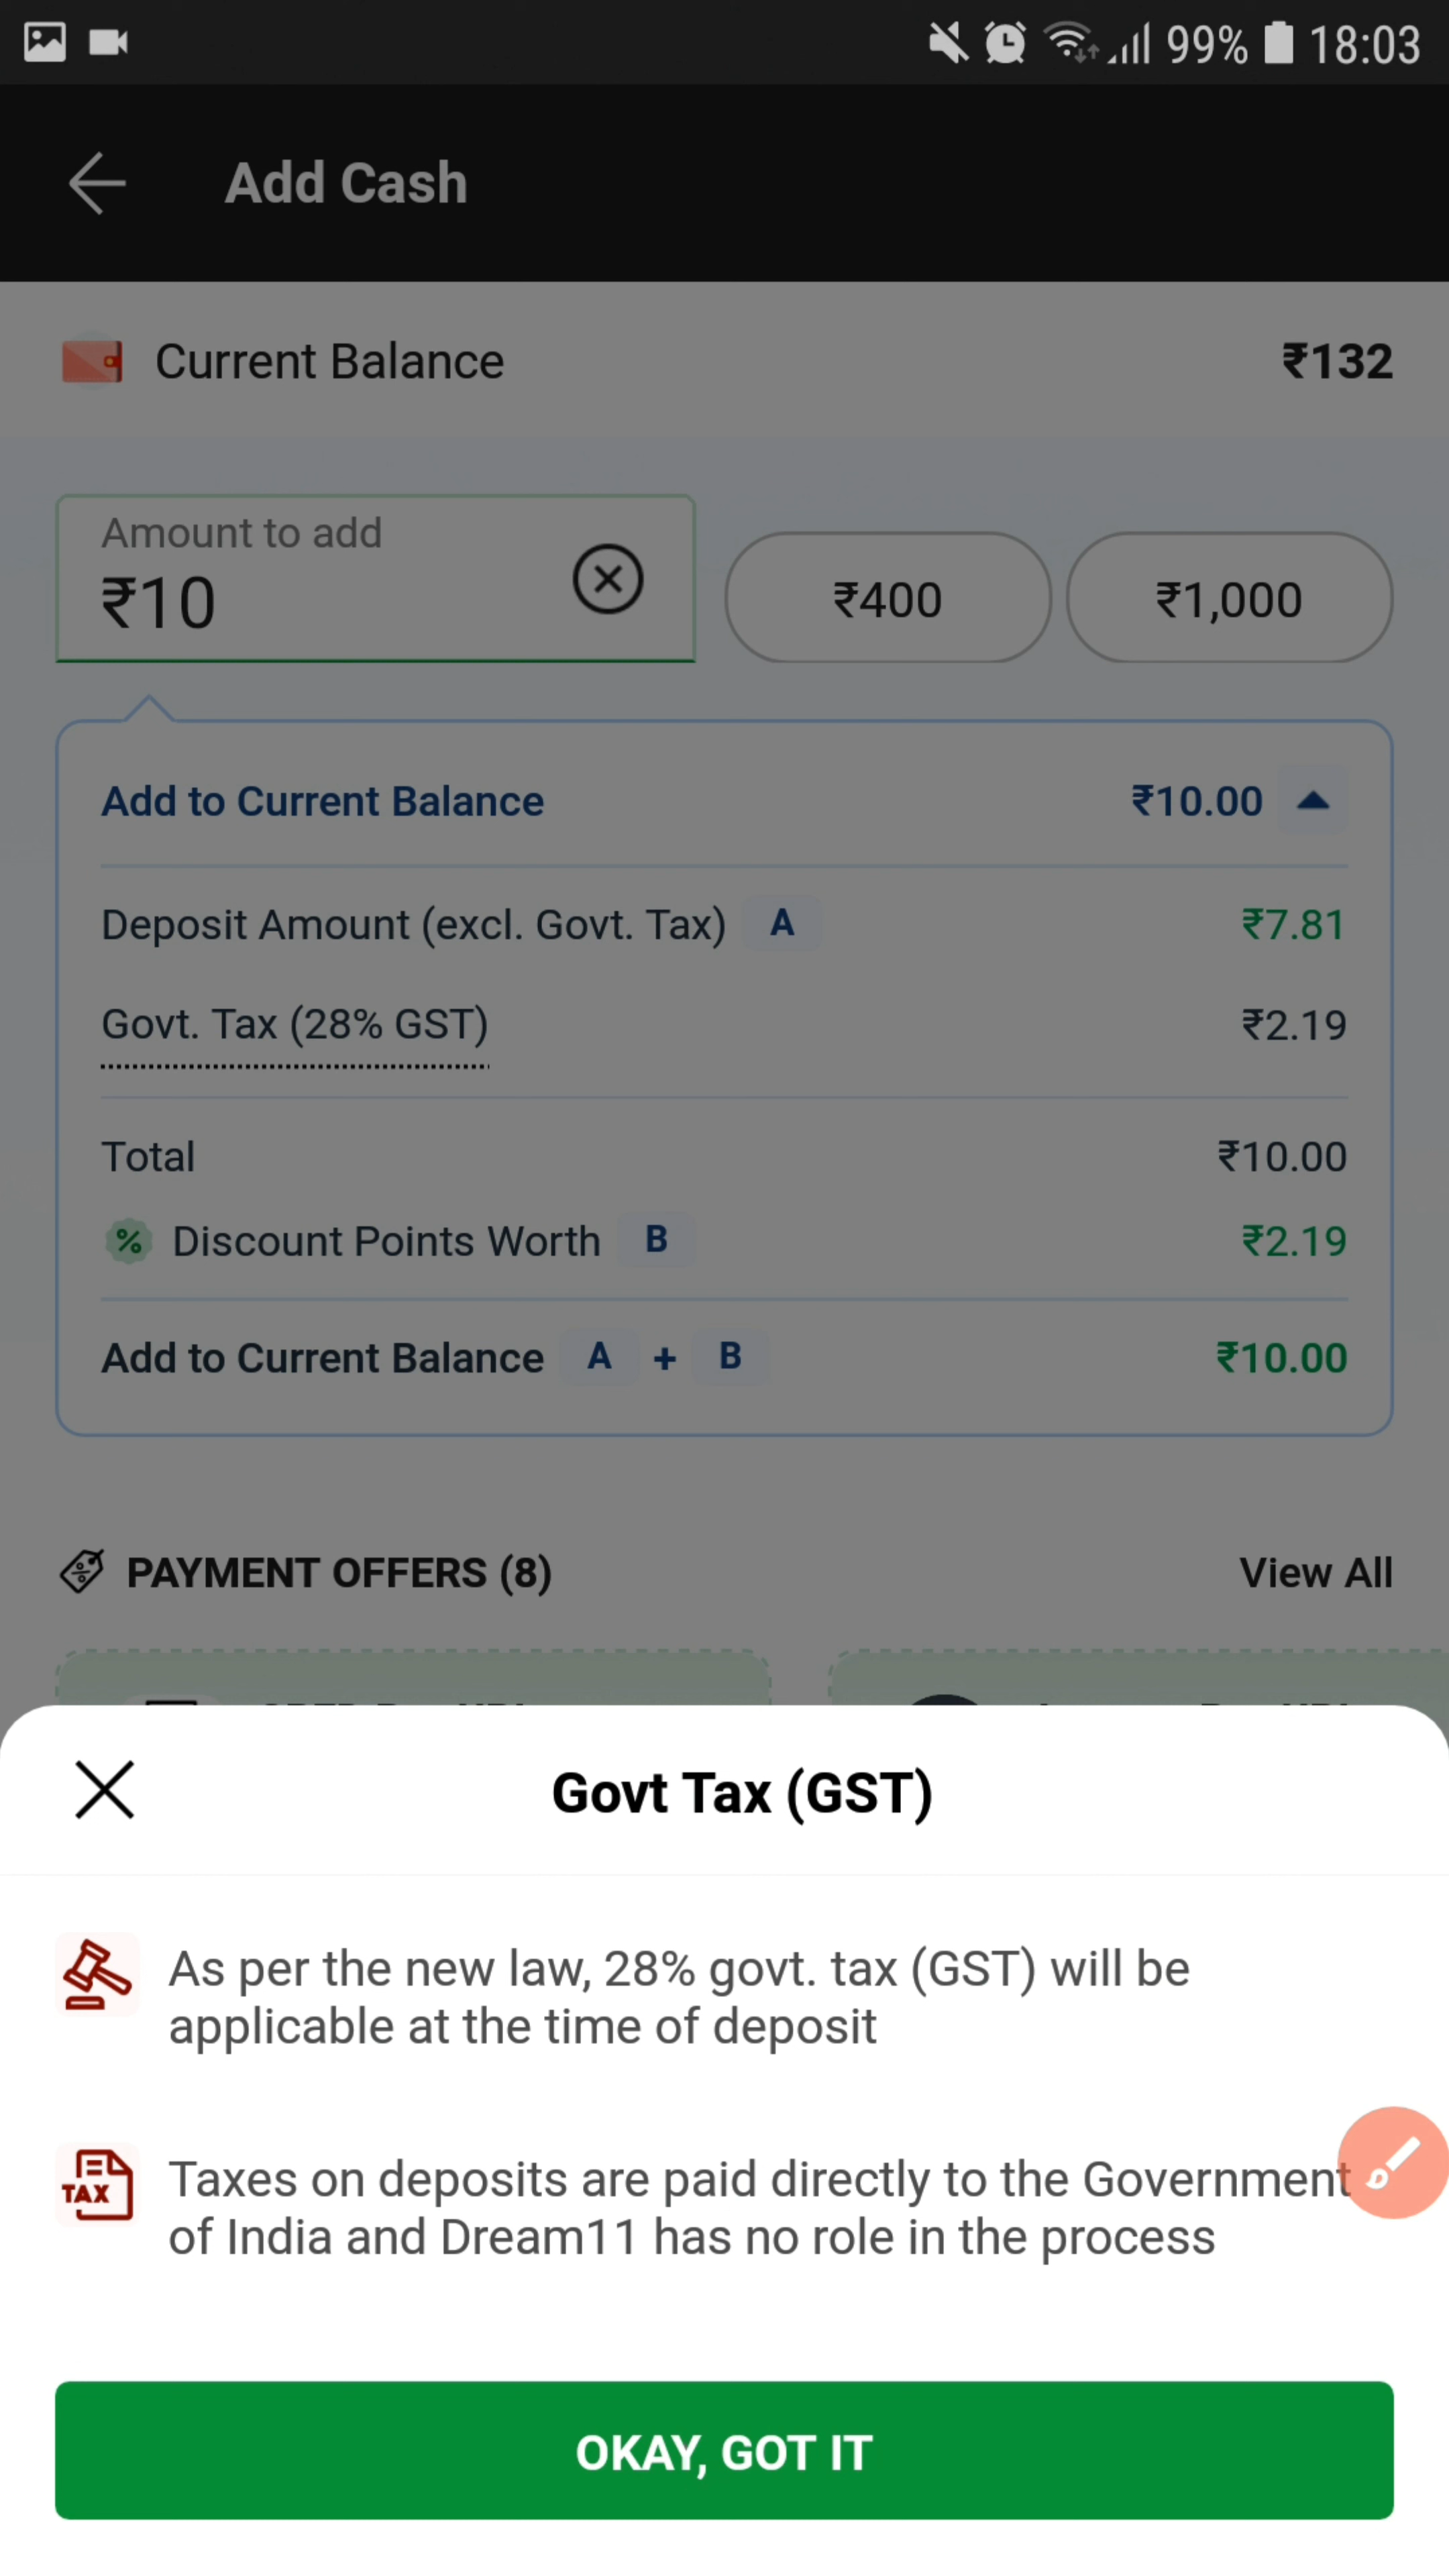 99% 18:03
Add Cash
Current Balance ₹132
Amount to add
₹10
₹400 ₹1,000
Add to Current Balance ₹10.00
Deposit Amount (excl. Govt. Tax) A ₹7.81
Govt. Tax (28% GST) ₹2.19
Total ₹10.00
% Discount Points Worth B ₹2.19
Add to Current Balance A + B ₹10.00
PAYMENT OFFERS (8) View All
Govt Tax (GST)
As per the new law, 28% govt. tax (GST) will be
applicable at the time of deposit
TAX
Taxes on deposits are paid directly to the Government
of India and Dream11 has no role in the process
OKAY, GOT IT